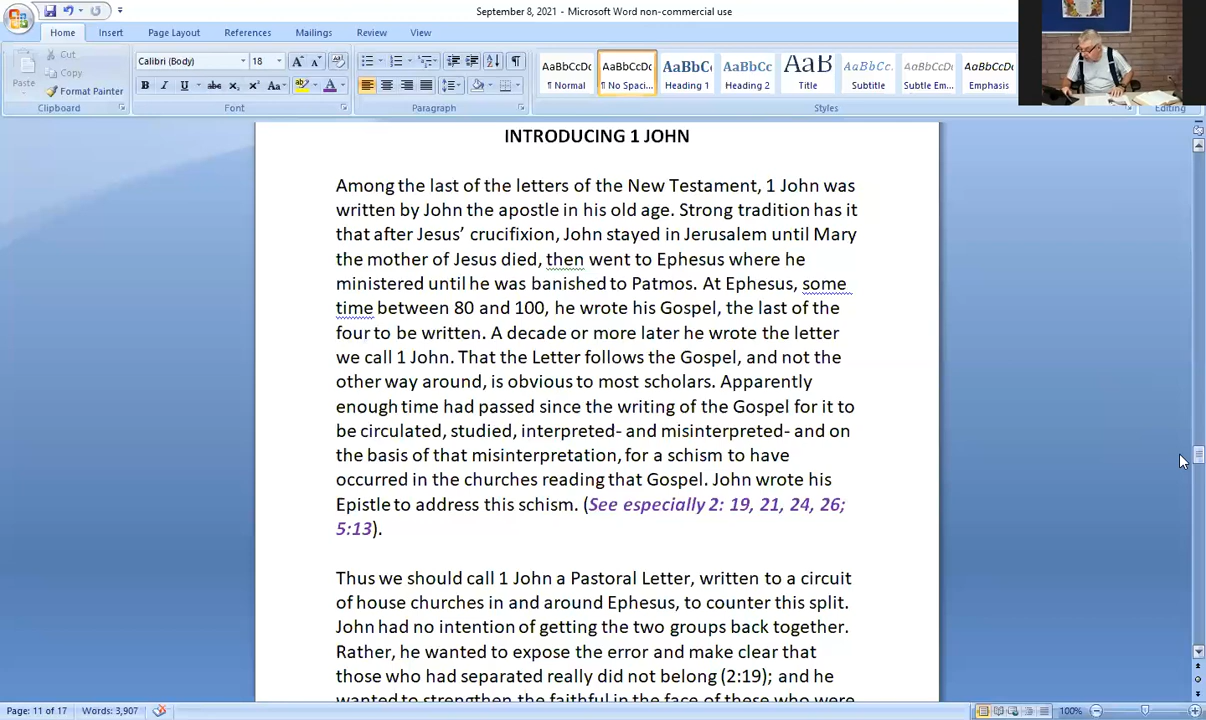 September 8, 2021 - Microsoft Word non-commercial use
Home Insert Page Layout References Mailings Review View
Paste
Cut
Copy
Format Painter
Clipboard
Calibri (Body) 18
Font
Paragraph
AaBbCcDc AaBbCcDc AaBbC AaBbCc AaB AaBbCc. AaBbCcDc AaBbCcDc
¶ Normal ¶ No Spaci... Heading 1 Heading 2 Title Subtitle Subtle Em... Emphasis
Styles
Editing
INTRODUCING 1 JOHN
Among the last of the letters of the New Testament, 1 John was
written by John the apostle in his old age. Strong tradition has it
that after Jesus’ crucifixion, John stayed in Jerusalem until Mary
the mother of Jesus died, then went to Ephesus where he
ministered until he was banished to Patmos. At Ephesus, some
time between 80 and 100, he wrote his Gospel, the last of the
four to be written. A decade or more later he wrote the letter
we call 1 John. That the Letter follows the Gospel, and not the
other way around, is obvious to most scholars. Apparently
enough time had passed since the writing of the Gospel for it to
be circulated, studied, interpreted- and misinterpreted- and on
the basis of that misinterpretation, for a schism to have
occurred in the churches reading that Gospel. John wrote his
Epistle to address this schism. (See especially 2: 19, 21, 24, 26;
5:13).
Thus we should call 1 John a Pastoral Letter, written to a circuit
of house churches in and around Ephesus, to counter this split.
John had no intention of getting the two groups back together.
Rather, he wanted to expose the error and make clear that
those who had separated really did not belong (2:19); and he
wanted to strengthen the faithful in the face of these who were
Page: 11 of 17 Words: 3,907 100%